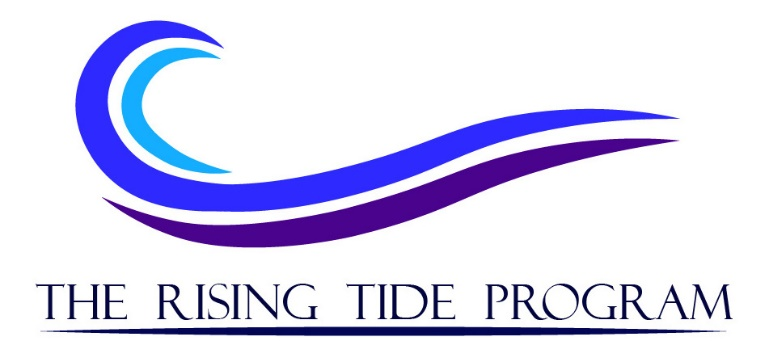 THE RISING TIDE PROGRAM